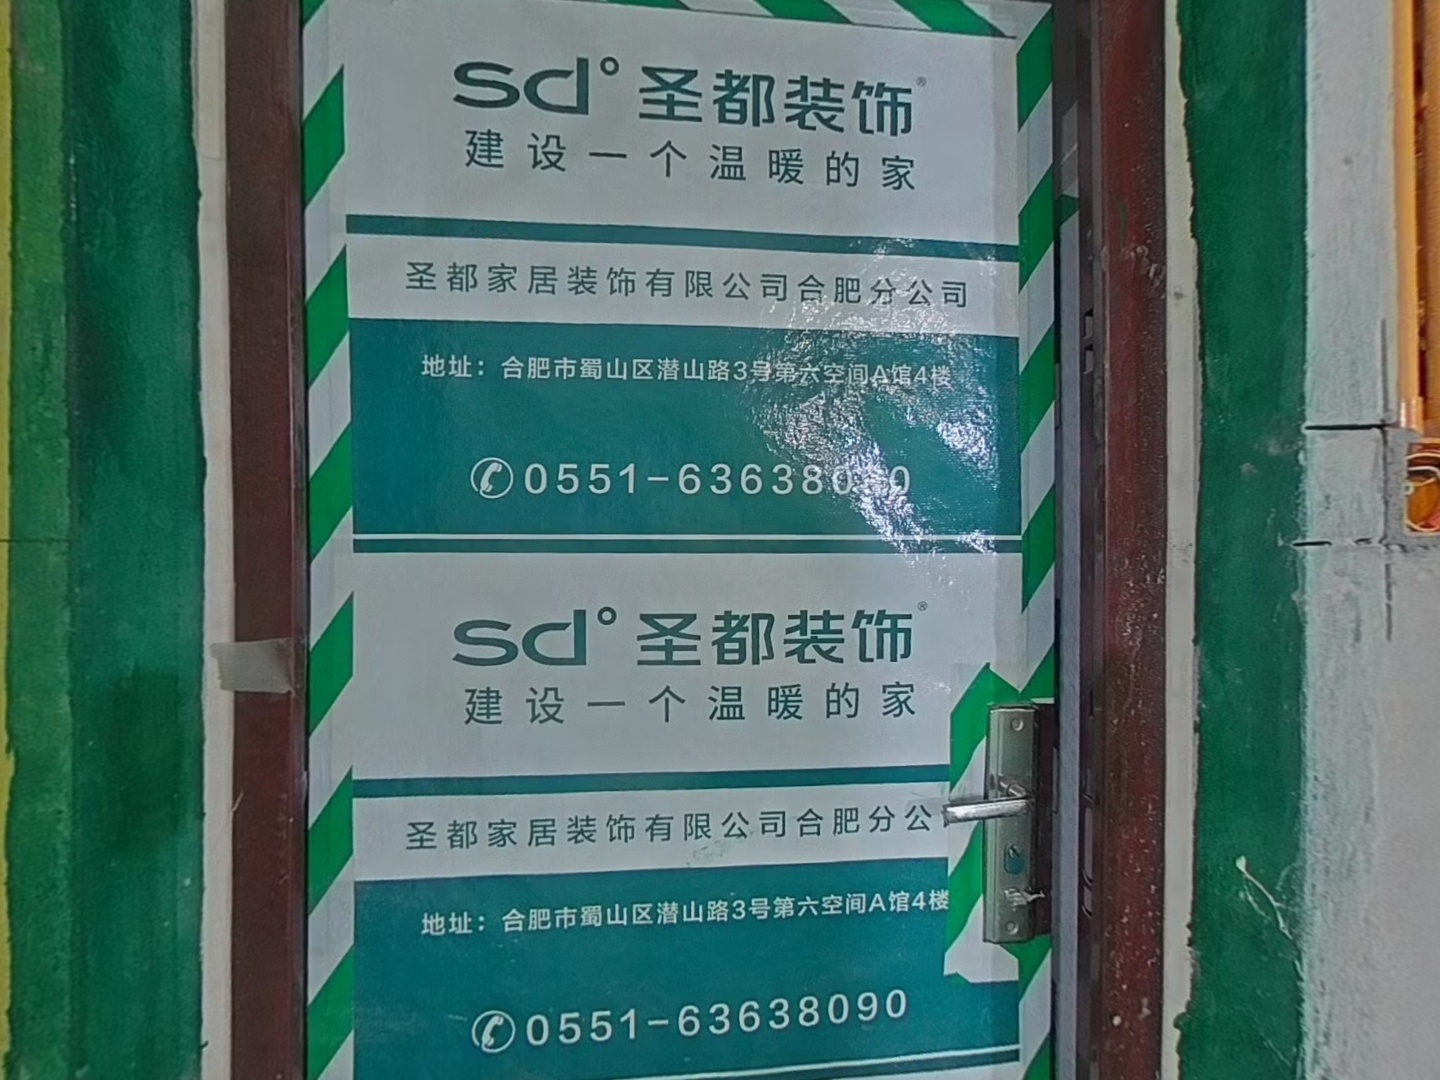 sd°圣都装饰®
建设一个温暖的家
圣都家居装饰有限公司合肥分公司
地址：合肥市蜀山区潜山路3号第六空间A馆4楼
0551-63638090
sd°圣都装饰®
建设一个温暖的家
圣都家居装饰有限公司合肥分公
地址：合肥市蜀山区潜山路3号第六空间A馆4楼
0551-63638090